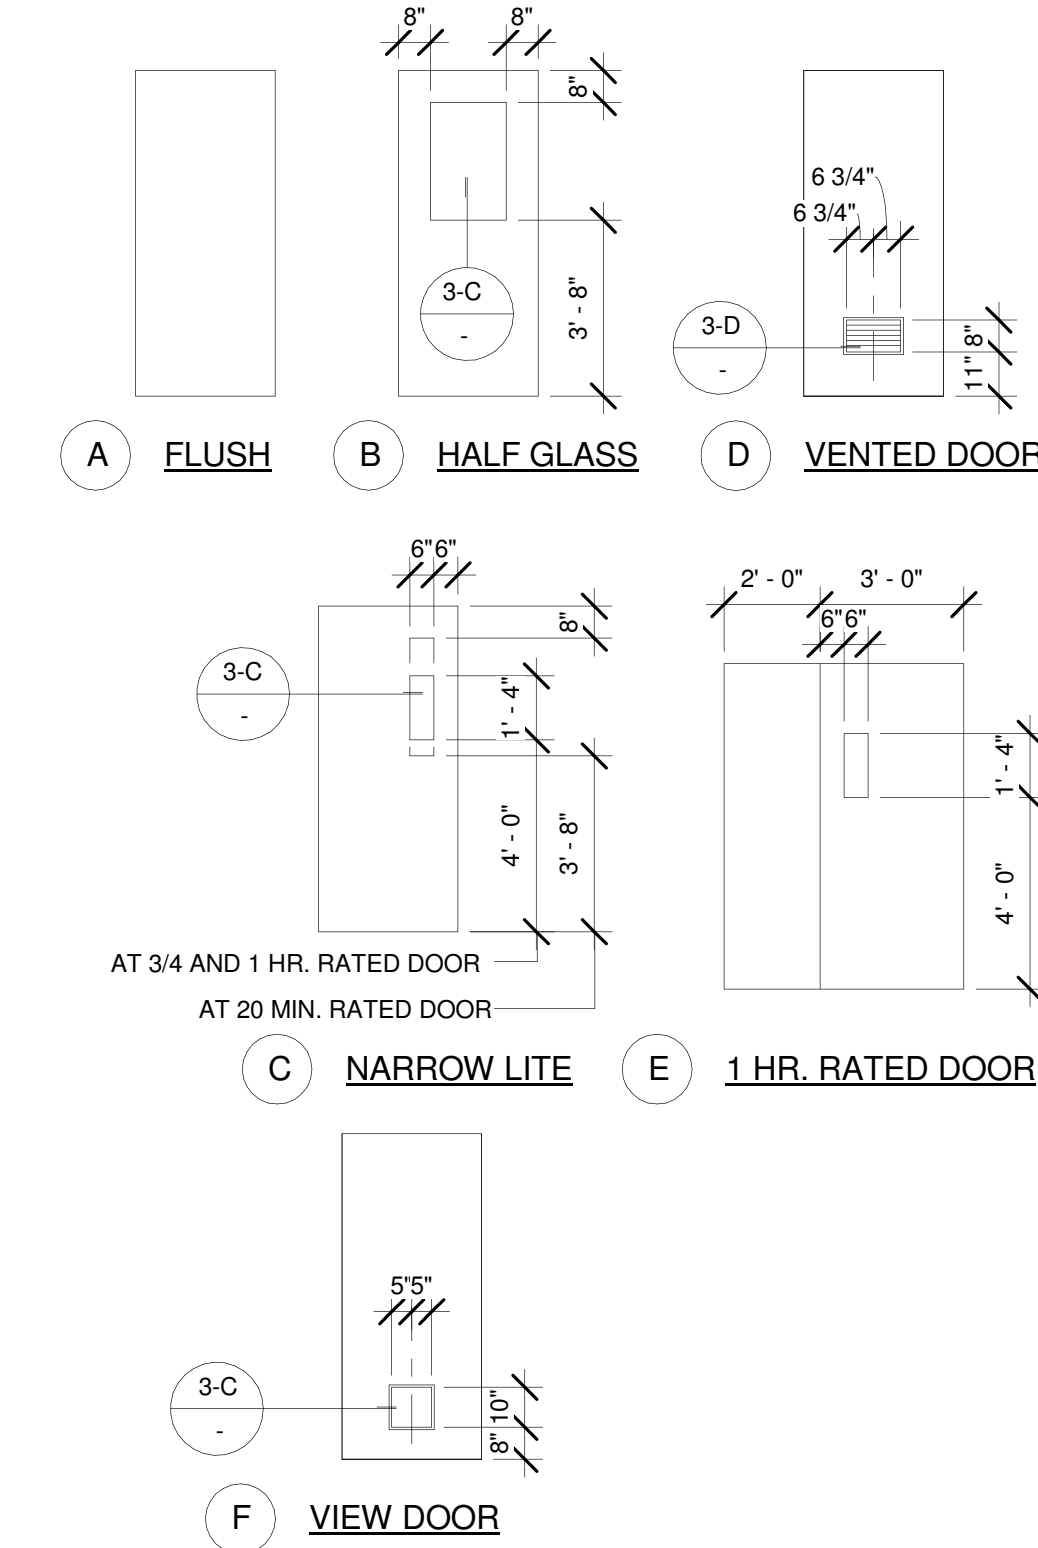 8" 8"
8"
3' - 8"
3-C
-
6 3/4"
6 3/4"
3-D
-
8"
11"
A FLUSH
B HALF GLASS
D VENTED DOOR
6" 6"
8"
3-C
-
1' - 4"
4' - 0"
3' - 8"
AT 3/4 AND 1 HR. RATED DOOR
AT 20 MIN. RATED DOOR
2' - 0" 3' - 0"
6" 6"
1' - 4"
4' - 0"
C NARROW LITE
E 1 HR. RATED DOOR
5" 5"
3-C
-
10"
8"
F VIEW DOOR